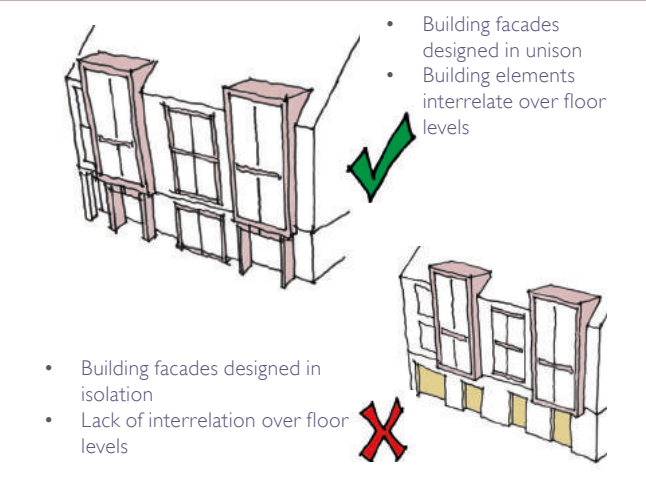 • Building facades
designed in unison
• Building elements
interrelate over floor
levels
• Building facades designed in
isolation
• Lack of interrelation over floor
levels